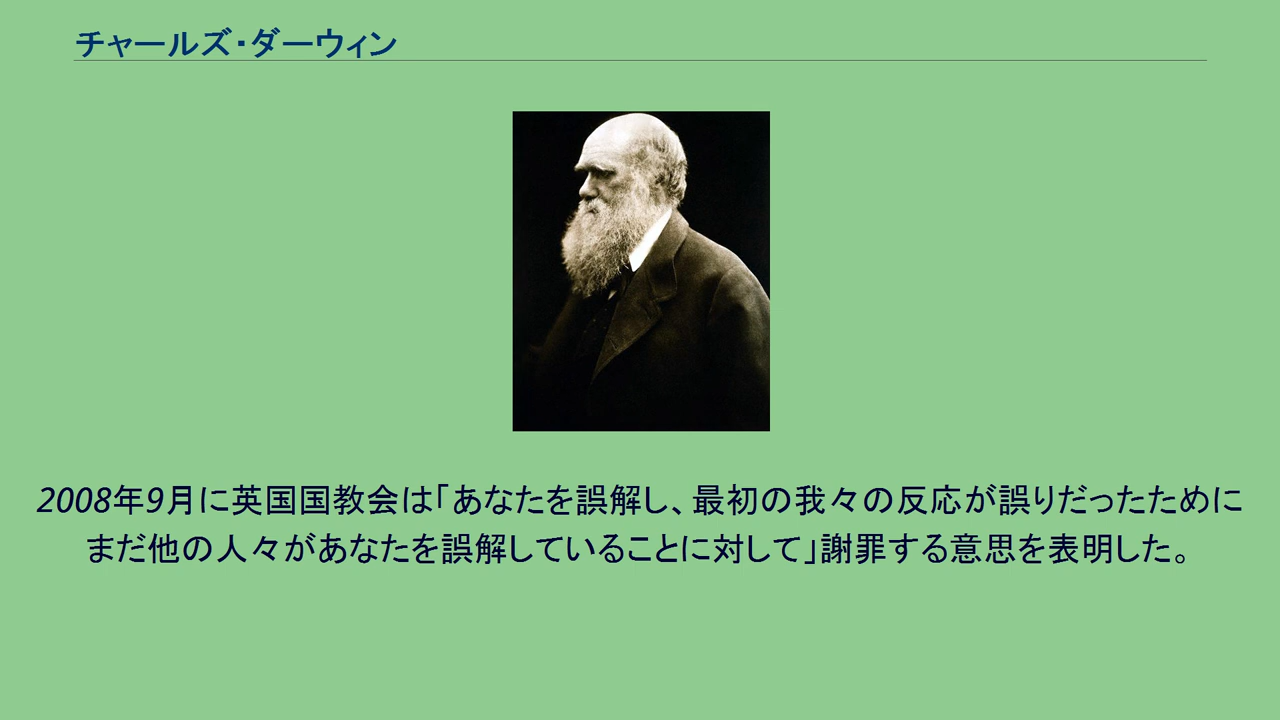 チャールズ・ダーウィン
2008年9月に英国国教会は「あなたを誤解し、最初の我々の反応が誤りだったために
まだ他の人々があなたを誤解していることに対して」謝罪する意思を表明した。